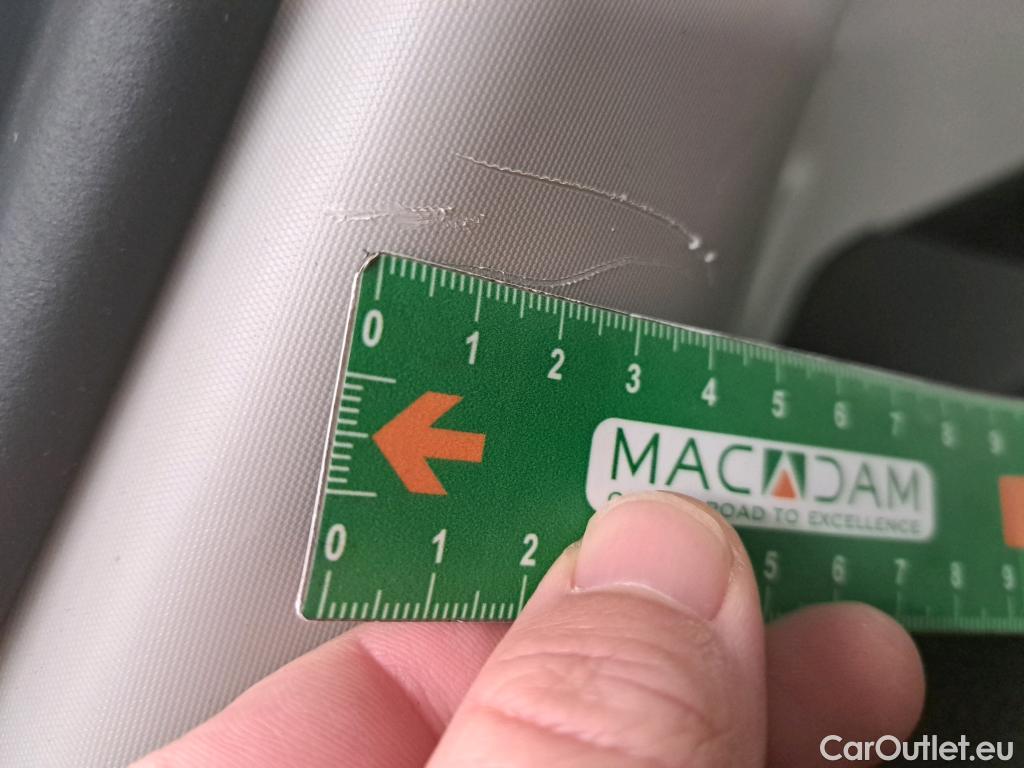 0 1 2 3 4 5 6 7 8 9
MACADAM
ROAD TO EXCELLENCE
0 1 2 5 6 7 8 9
CarOutlet.eu